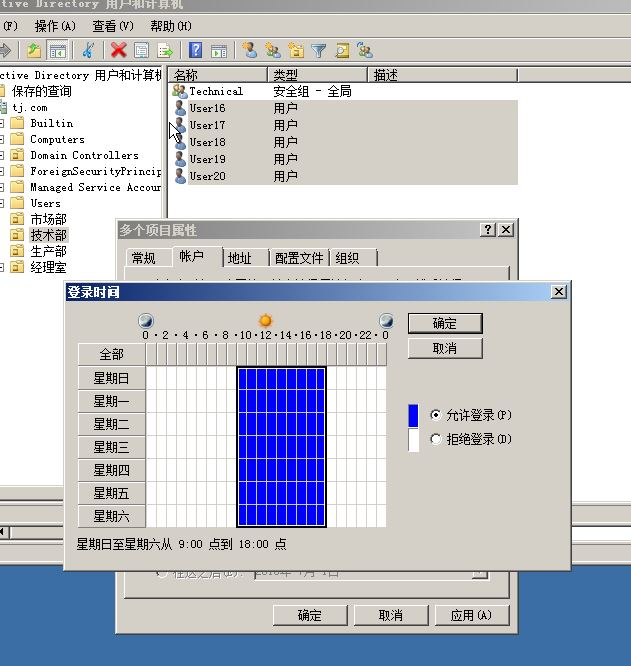 ctive Directory 用户和计算机
(F) 操作(A) 查看(V) 帮助(H)
ctive Directory 用户和计算机
保存的查询
tj.com
Builtin
Computers
Domain Controllers
ForeignSecurityPrincip
Managed Service Accoun
Users
市场部
技术部
生产部
经理室
名称 类型 描述
Technical 安全组 - 全局
User16 用户
User17 用户
User18 用户
User19 用户
User20 用户
多个项目属性
常规 帐户 地址 配置文件 组织
登录时间
0 · 2 · 4 · 6 · 8 · 10 · 12 · 14 · 16 · 18 · 20 · 22 · 0
全部
星期日
星期一
星期二
星期三
星期四
星期五
星期六
确定
取消
允许登录(P)
拒绝登录(D)
星期日至星期六从 9:00 点到 18:00 点
确定 取消 应用(A)